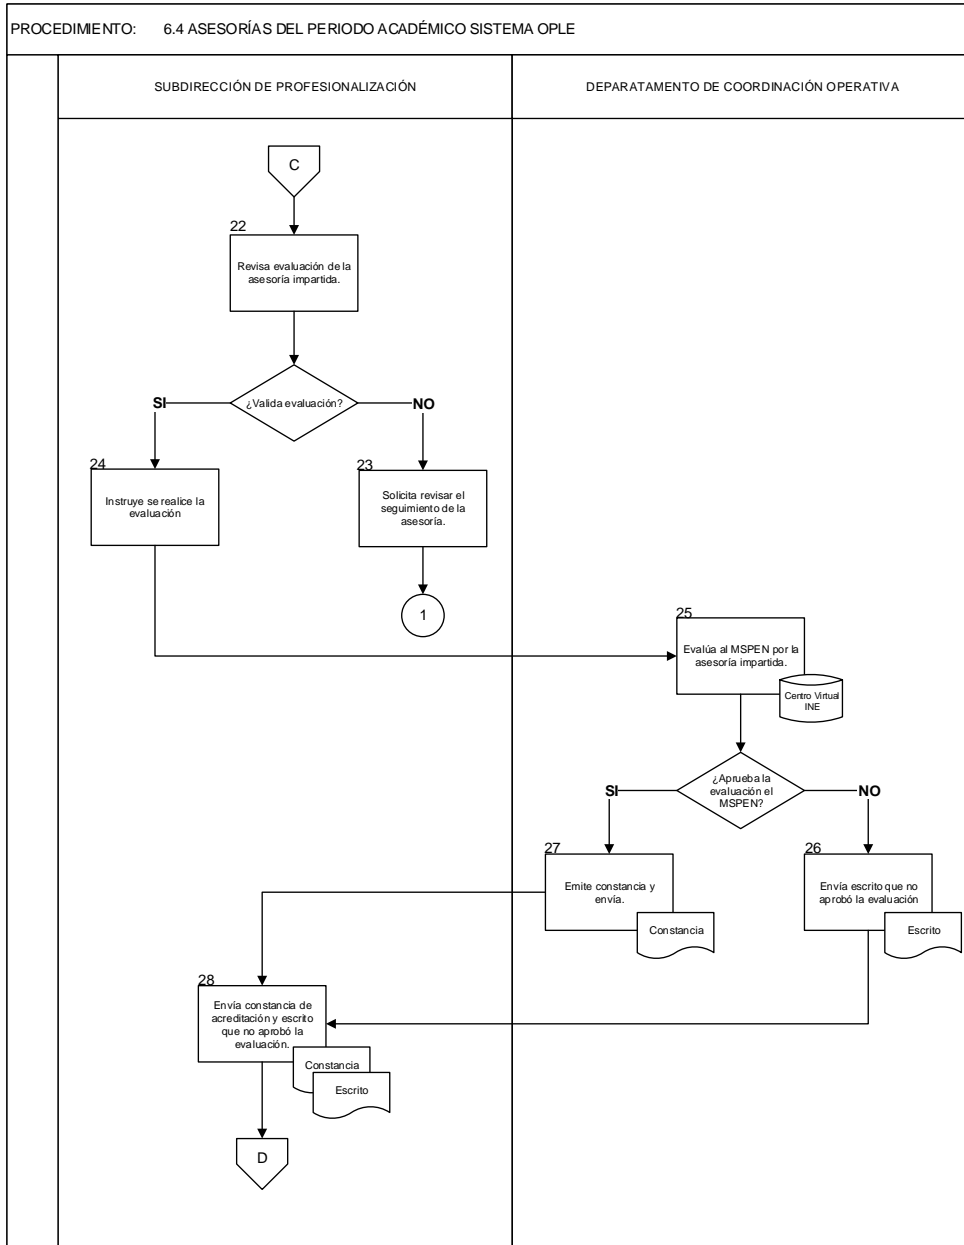 PROCEDIMIENTO: 6.4 ASESORÍAS DEL PERIODO ACADÉMICO SISTEMA OPLE
SUBDIRECCIÓN DE PROFESIONALIZACIÓN
DEPARATAMENTO DE COORDINACIÓN OPERATIVA
C
22
Revisa evaluación de la
asesoría impartida.
¿Valida evaluación?
SI
NO
24
Instruye se realice la
evaluación
23
Solicita revisar el
seguimiento de la
asesoría.
1
25
Evalúa al MSPEN por la
asesoría impartida.
Centro Virtual
INE
¿Aprueba la
evaluación el
MSPEN?
SI
NO
27
Emite constancia y
envía.
Constancia
26
Envía escrito que no
aprobó la evaluación
Escrito
28
Envía constancia de
acreditación y escrito
que no aprobó la
evaluación.
Constancia
Escrito
D